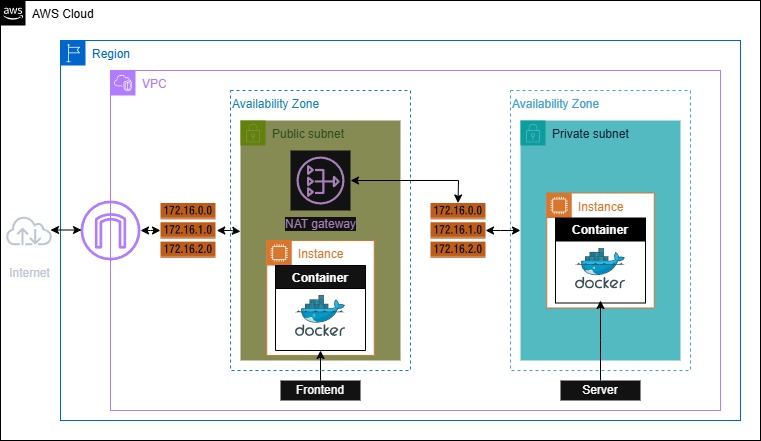 aws
AWS Cloud
Region
VPC
Availability Zone
Availability Zone
Public subnet
Private subnet
NAT gateway
172.16.0.0
172.16.1.0
172.16.2.0
172.16.0.0
172.16.1.0
172.16.2.0
Internet
Instance
Container
docker
Instance
Container
docker
Frontend
Server